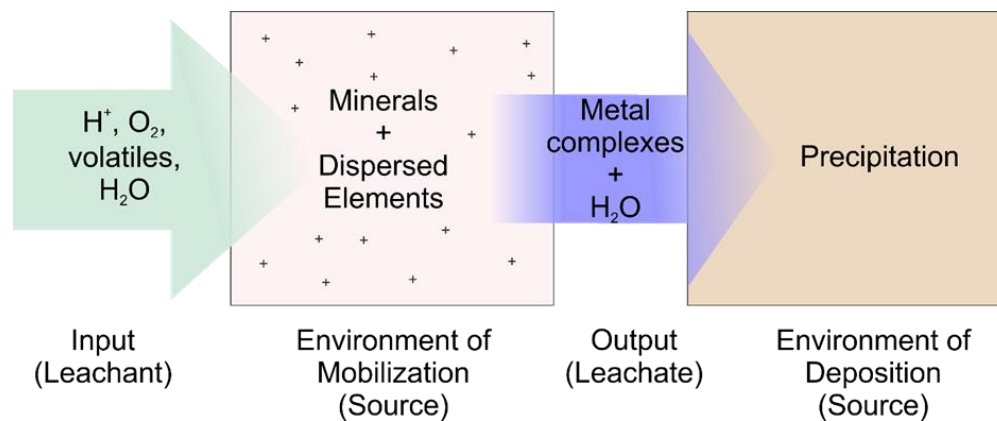 H⁺, O₂,
volatiles,
H₂O
Minerals
+
Dispersed
Elements
Metal
complexes
+
H₂O
Precipitation
Input
(Leachant)
Environment of
Mobilization
(Source)
Output
(Leachate)
Environment of
Deposition
(Source)